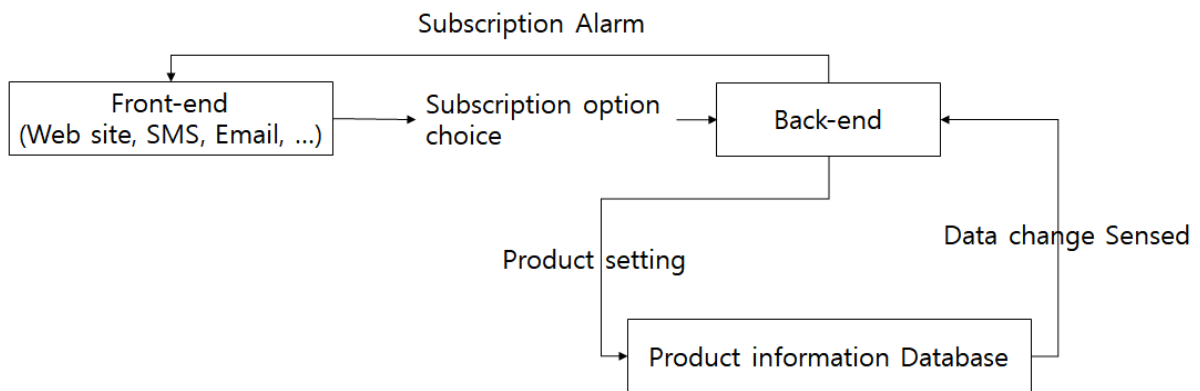 Subscription Alarm
Front-end
(Web site, SMS, Email, ...)
Subscription option
choice
Back-end
Data change Sensed
Product setting
Product information Database